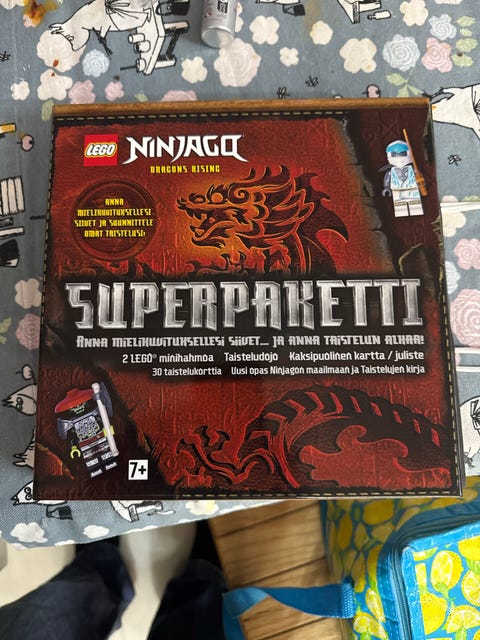 LEGO NINJAGO
DRAGONS RISING
ANNA
MIELIKUVITUKSELLESI
SIIVET JA SUUNNITTELE
OMAT TAISTELUSI!
SUPERPAKETTI
ANNA MIELIKUVITUKSELLESI SIIVET... JA ANNA TAISTELUN ALKAA!
2 LEGO® minihahmoa Taisteludojo Kaksipuolinen kartta / juliste
30 taistelukorttia Uusi opas Ninjagon maailmaan ja Taistelujen kirja
7+